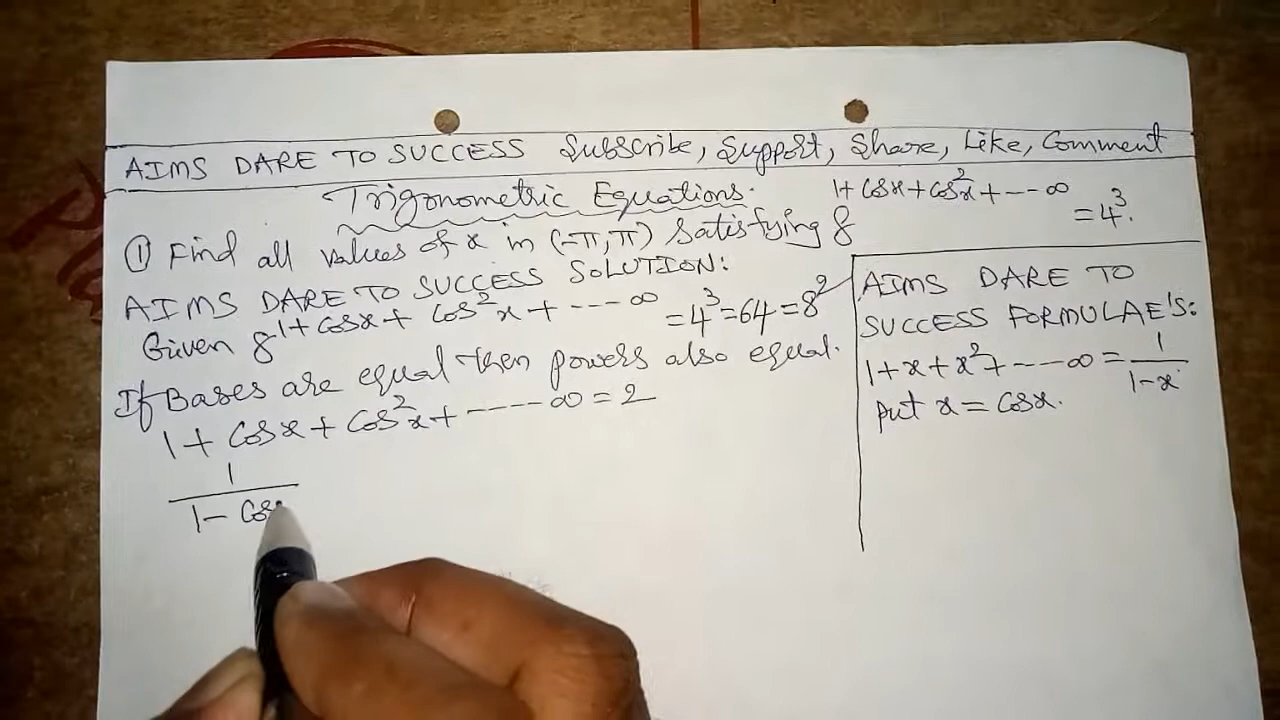 AIMS DARE TO SUCCESS Subscribe, Support, Share, Like, Comment
Trigonometric Equations.
① Find all values of x in (-π, π) satisfying 8^(1+cosx+cos²x+-----∞) = 4³.
AIMS DARE TO SUCCESS SOLUTION:
Given 8^(1+cosx+cos²x+-----∞) = 4³ = 64 = 8²
If Bases are equal then powers also equal.
1 + cosx + cos²x + -----∞ = 2
1
1 - cos
AIMS DARE TO
SUCCESS FORMULAE'S:
1+x+x²+-----∞ = 1/(1-x)
put x = cosx.